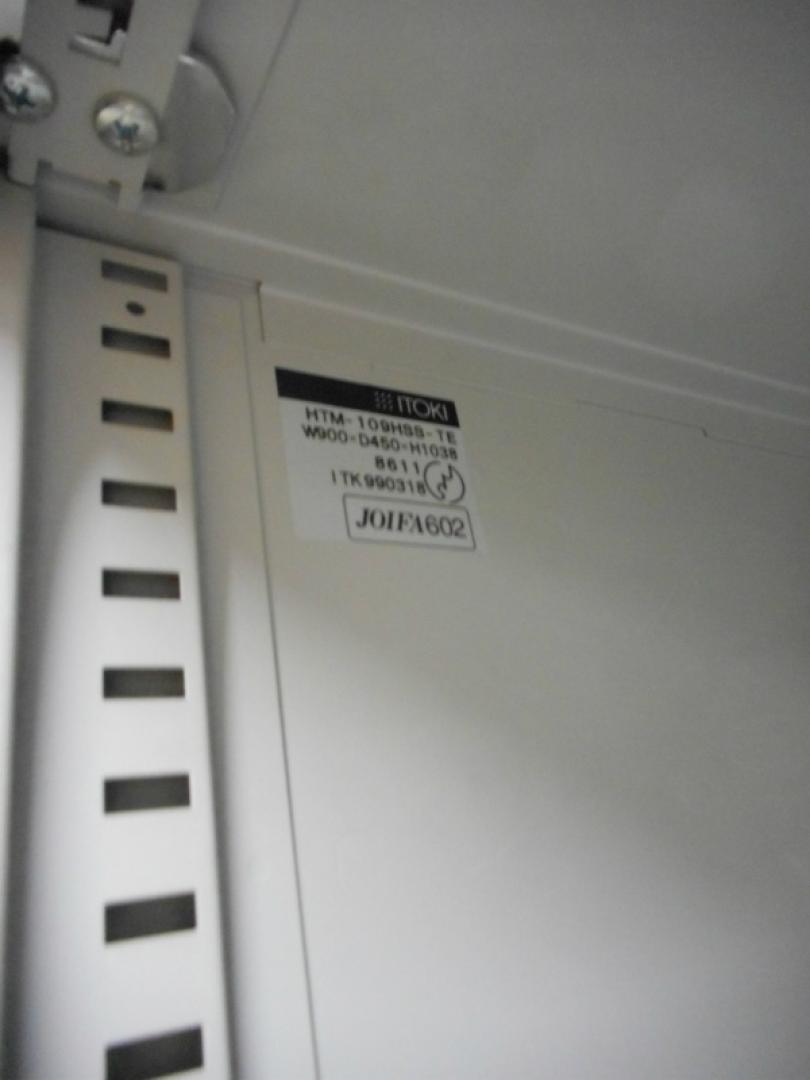 ITOKI
HTM-109HSS-TE
W900-D450-H1038
8611
ITK990318
JOIFA602